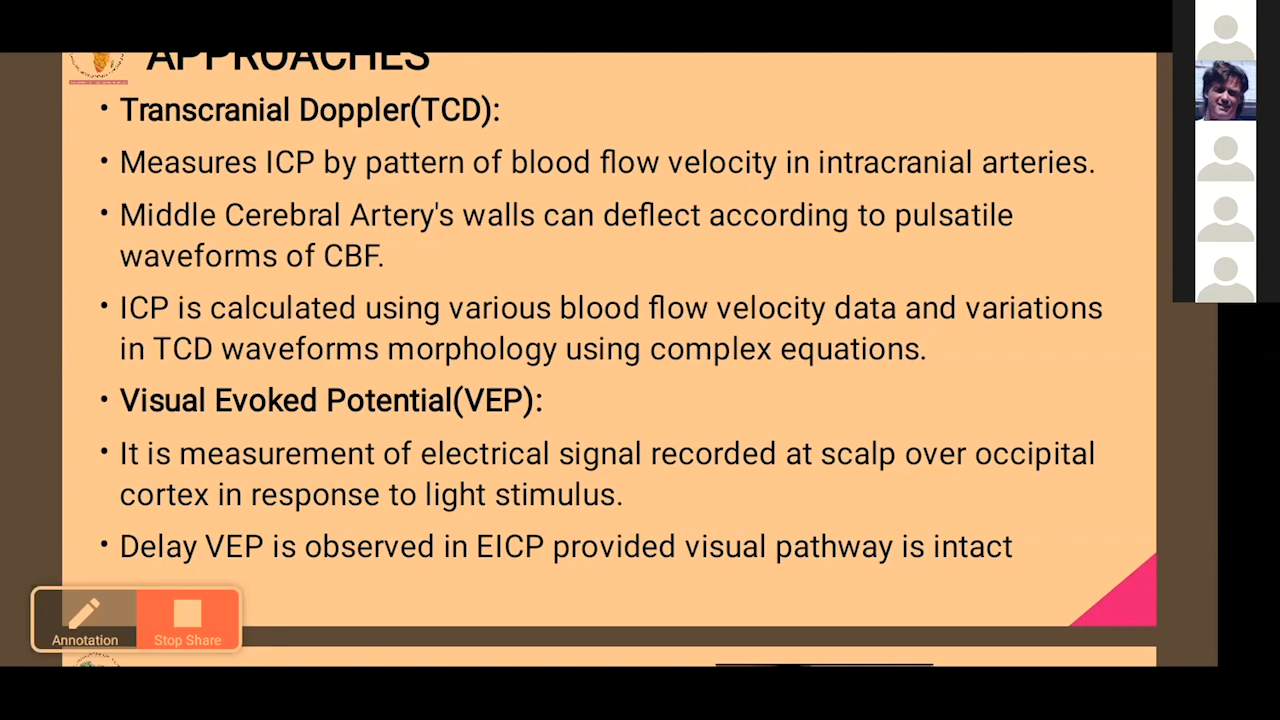 APPROACHES
• Transcranial Doppler(TCD):
• Measures ICP by pattern of blood flow velocity in intracranial arteries.
• Middle Cerebral Artery's walls can deflect according to pulsatile
waveforms of CBF.
• ICP is calculated using various blood flow velocity data and variations
in TCD waveforms morphology using complex equations.
• Visual Evoked Potential(VEP):
• It is measurement of electrical signal recorded at scalp over occipital
cortex in response to light stimulus.
• Delay VEP is observed in EICP provided visual pathway is intact
Annotation
Stop Share